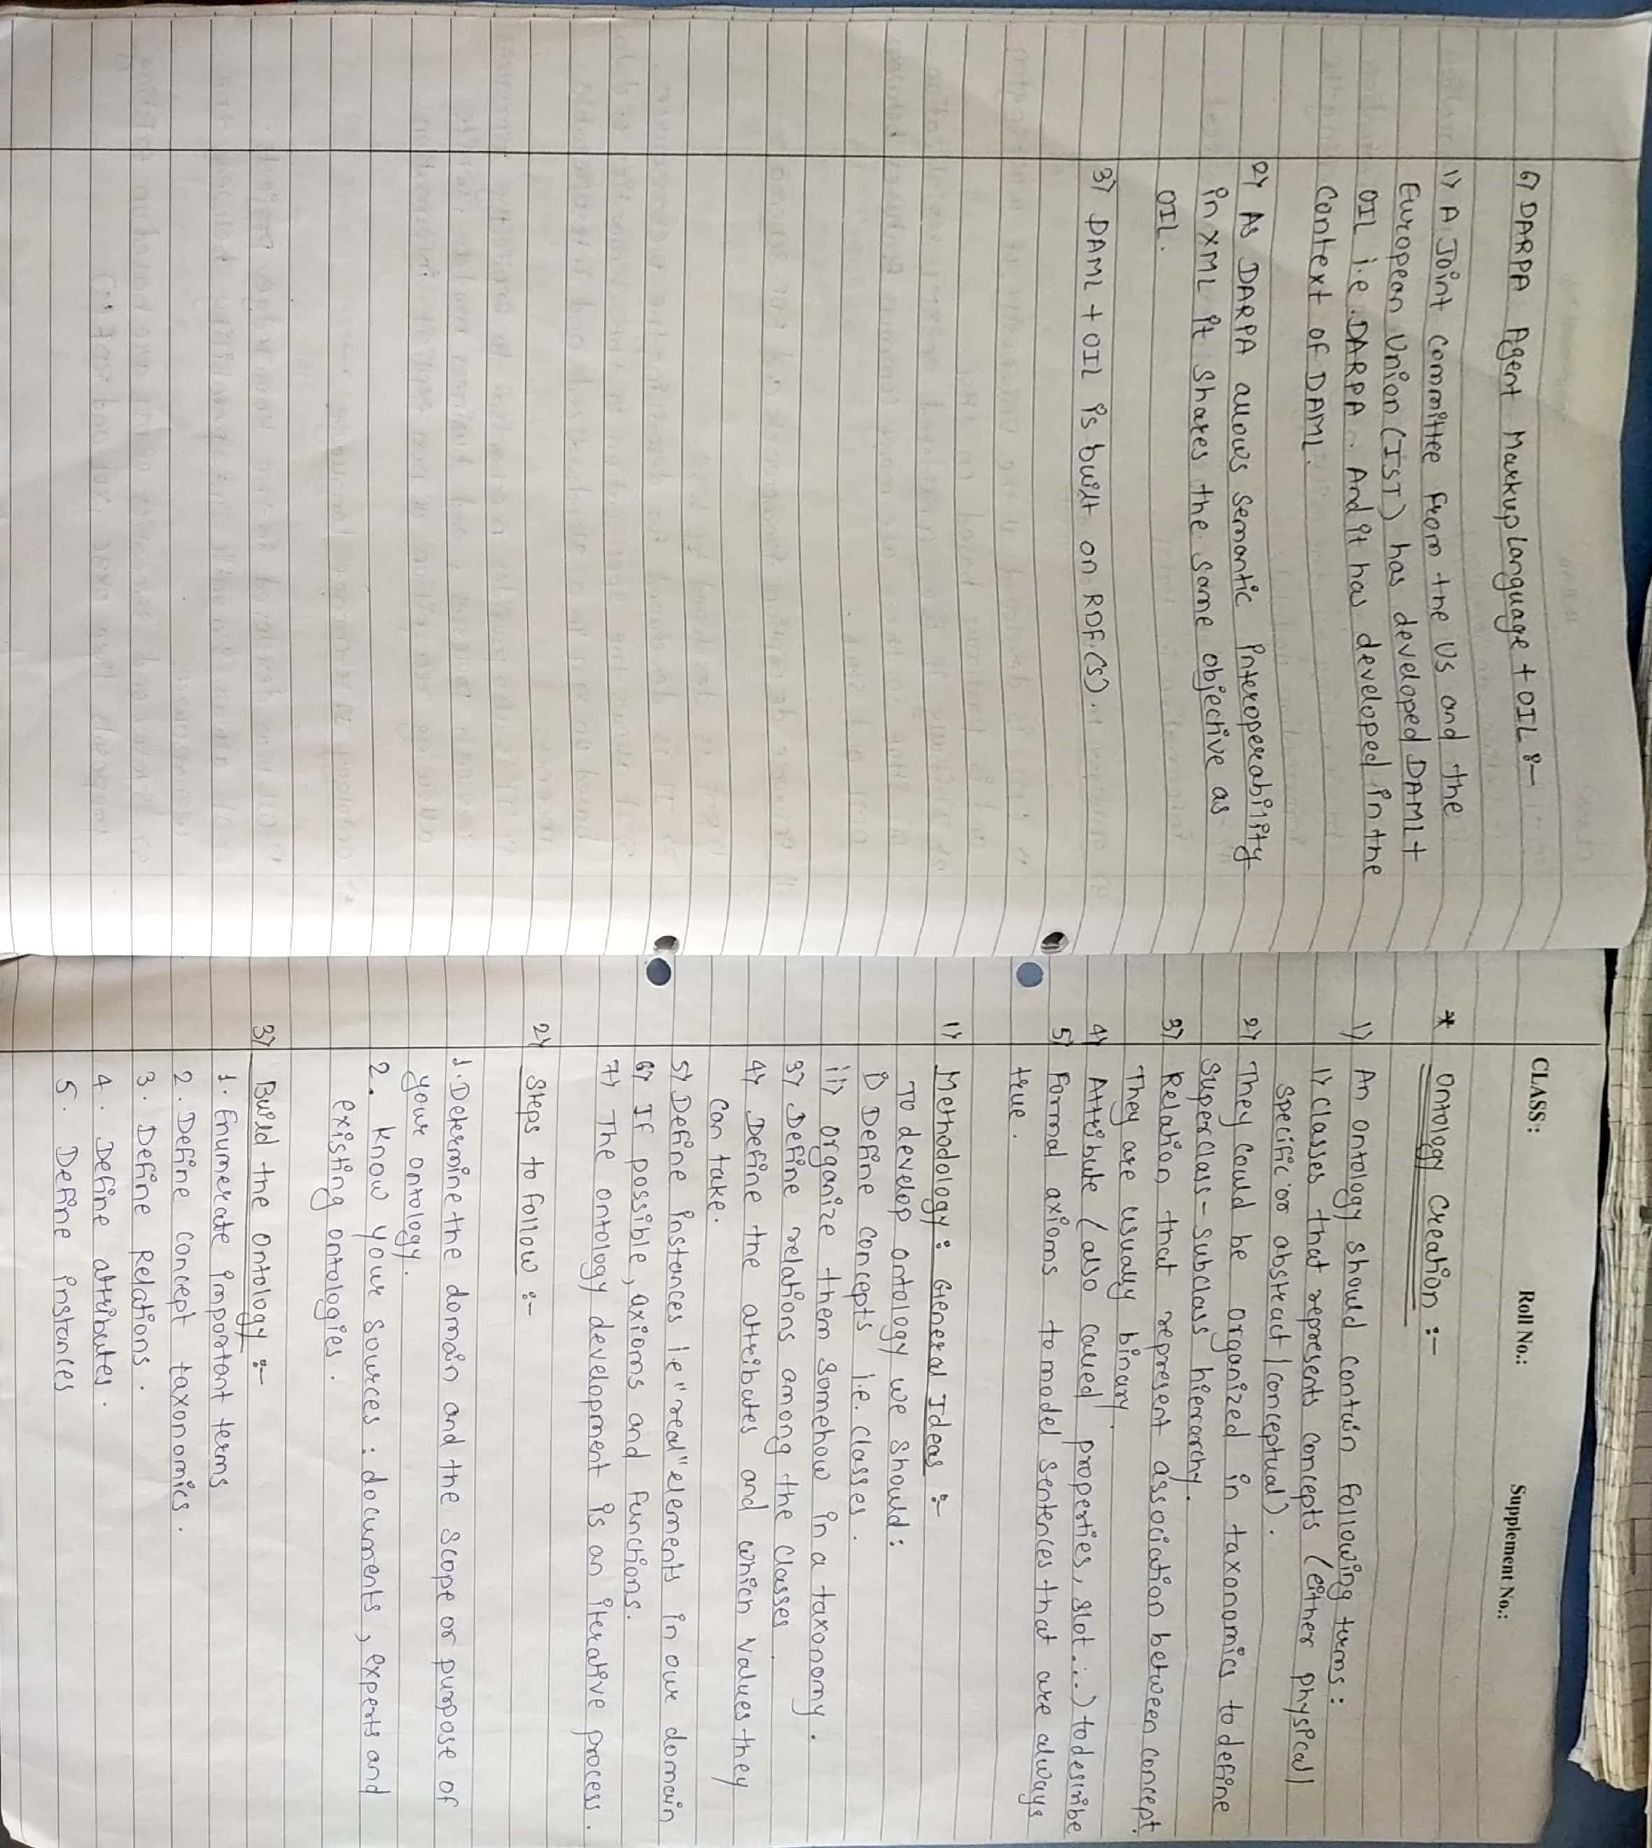 6) DARPA Agent Markup language + OIL :-
1) A Joint committee from the US and the
European Union (IST) has developed DAML +
OIL i.e. DARPA. And it has developed in the
context of DAML.
2) As DARPA allows semantic interoperability
in XML it shares the same objective as
OIL.
3) DAML + OIL is built on RDF(S).
CLASS: Roll No.: Supplement No.:
* Ontology Creation :-
1) An ontology should contain following terms :
1) Classes that represents concepts (either physical|
specific or abstract | conceptual).
2) They could be organized in taxonomics to define
superclass - subclass hierarchy.
3) Relation that represent association between concept.
They are usually binary.
4) Attribute (also called properties, slot...) to describe
5) Formal axioms to model sentences that are always
true.
1) Methodology : General Ideas :-
To develop ontology we should :
i) Define concepts i.e. classes.
ii) organize them somehow in a taxonomy.
3) Define relations among the classes
4) Define the attributes and which values they
can take.
5) Define instances i.e "real" elements in our domain
6) If possible, axioms and functions.
7) The ontology development is an iterative process.
2) Steps to follow :-
1. Determine the domain and the scope or purpose of
your ontology.
2. Know your sources : documents, experts and
existing ontologies.
3) Build the ontology :-
1. Enumerate important terms
2. Define concept taxonomics.
3. Define Relations.
4. Define attributes.
5. Define instances